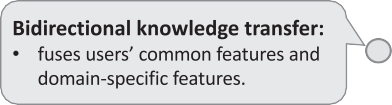 Bidirectional knowledge transfer:
• fuses users’ common features and
domain-specific features.